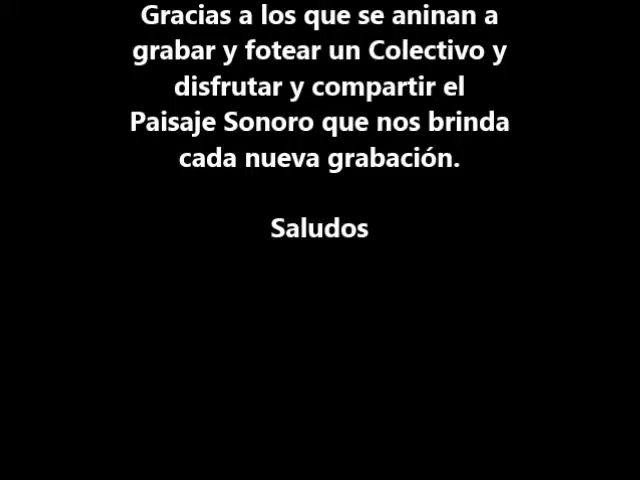 Gracias a los que se aninan a
grabar y fotear un Colectivo y
disfrutar y compartir el
Paisaje Sonoro que nos brinda
cada nueva grabación.
Saludos